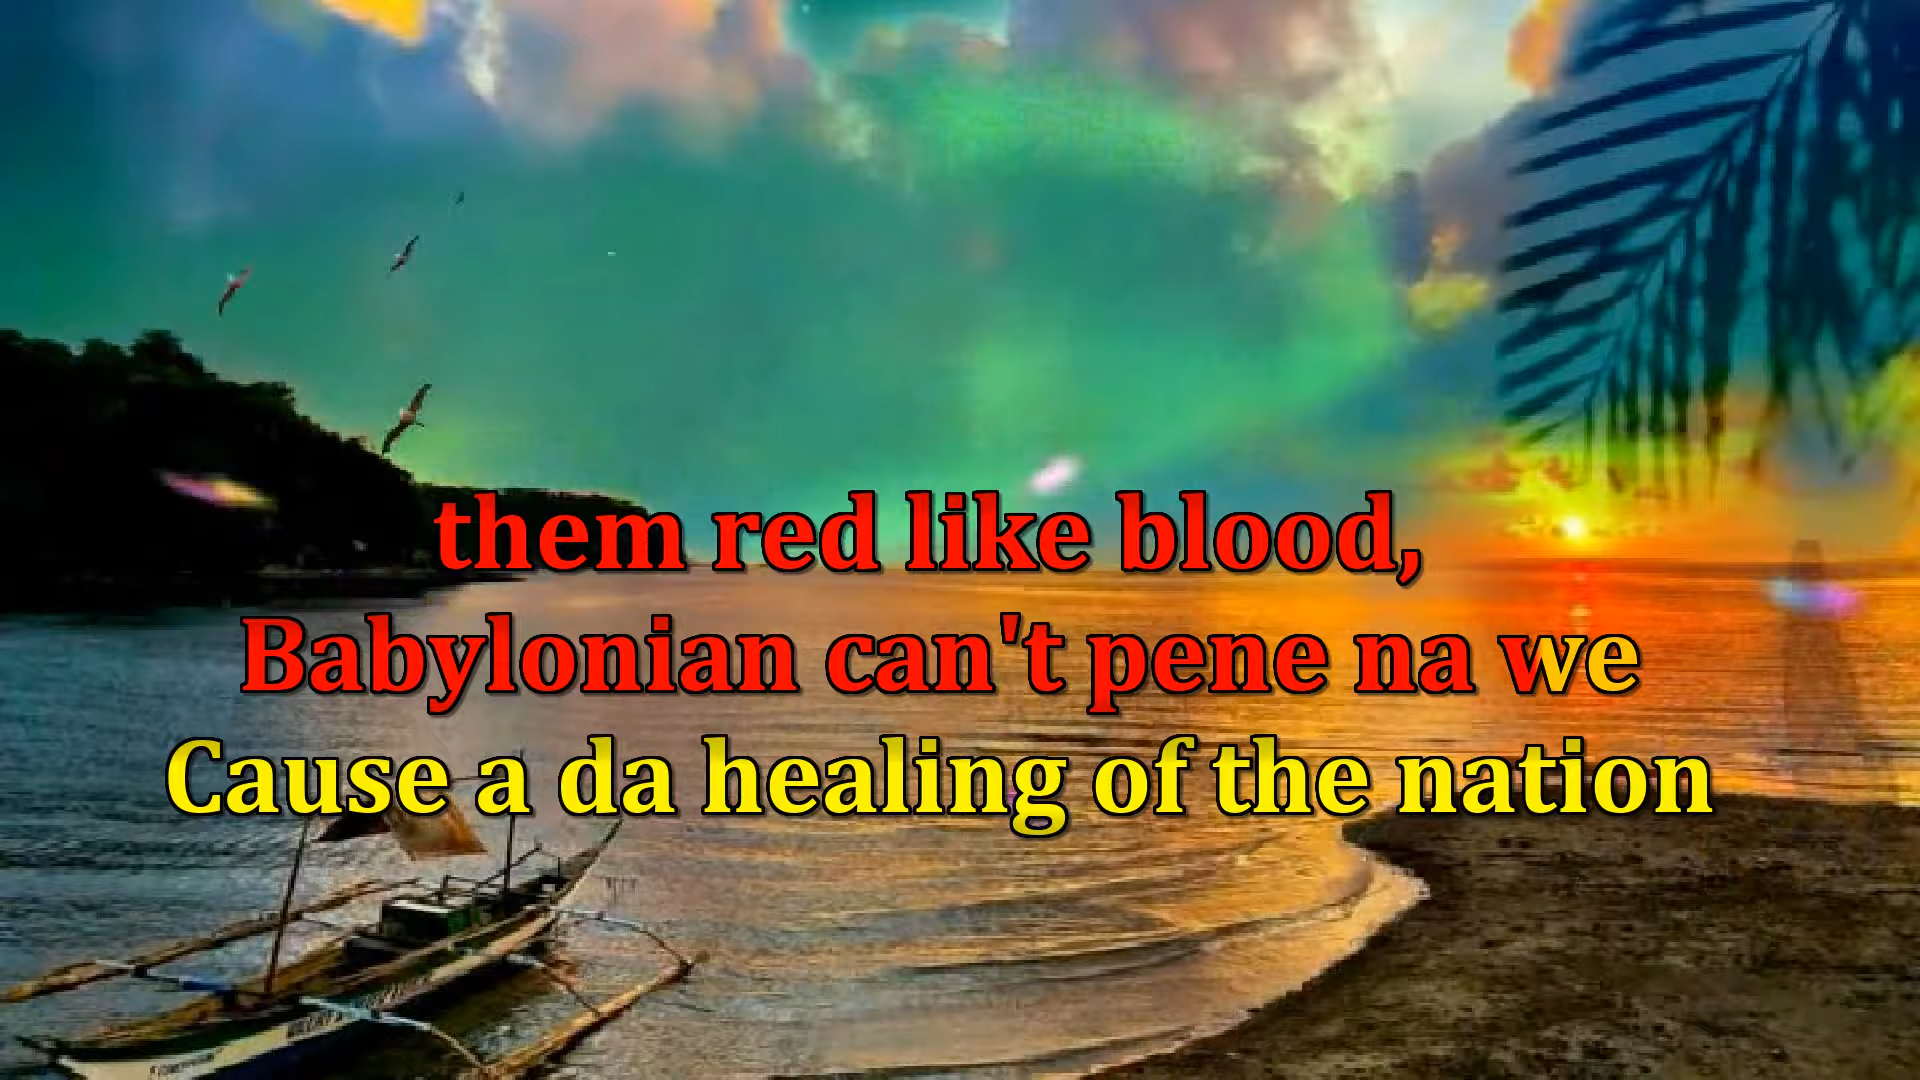 them red like blood,
Babylonian can't pene na we
Cause a da healing of the nation